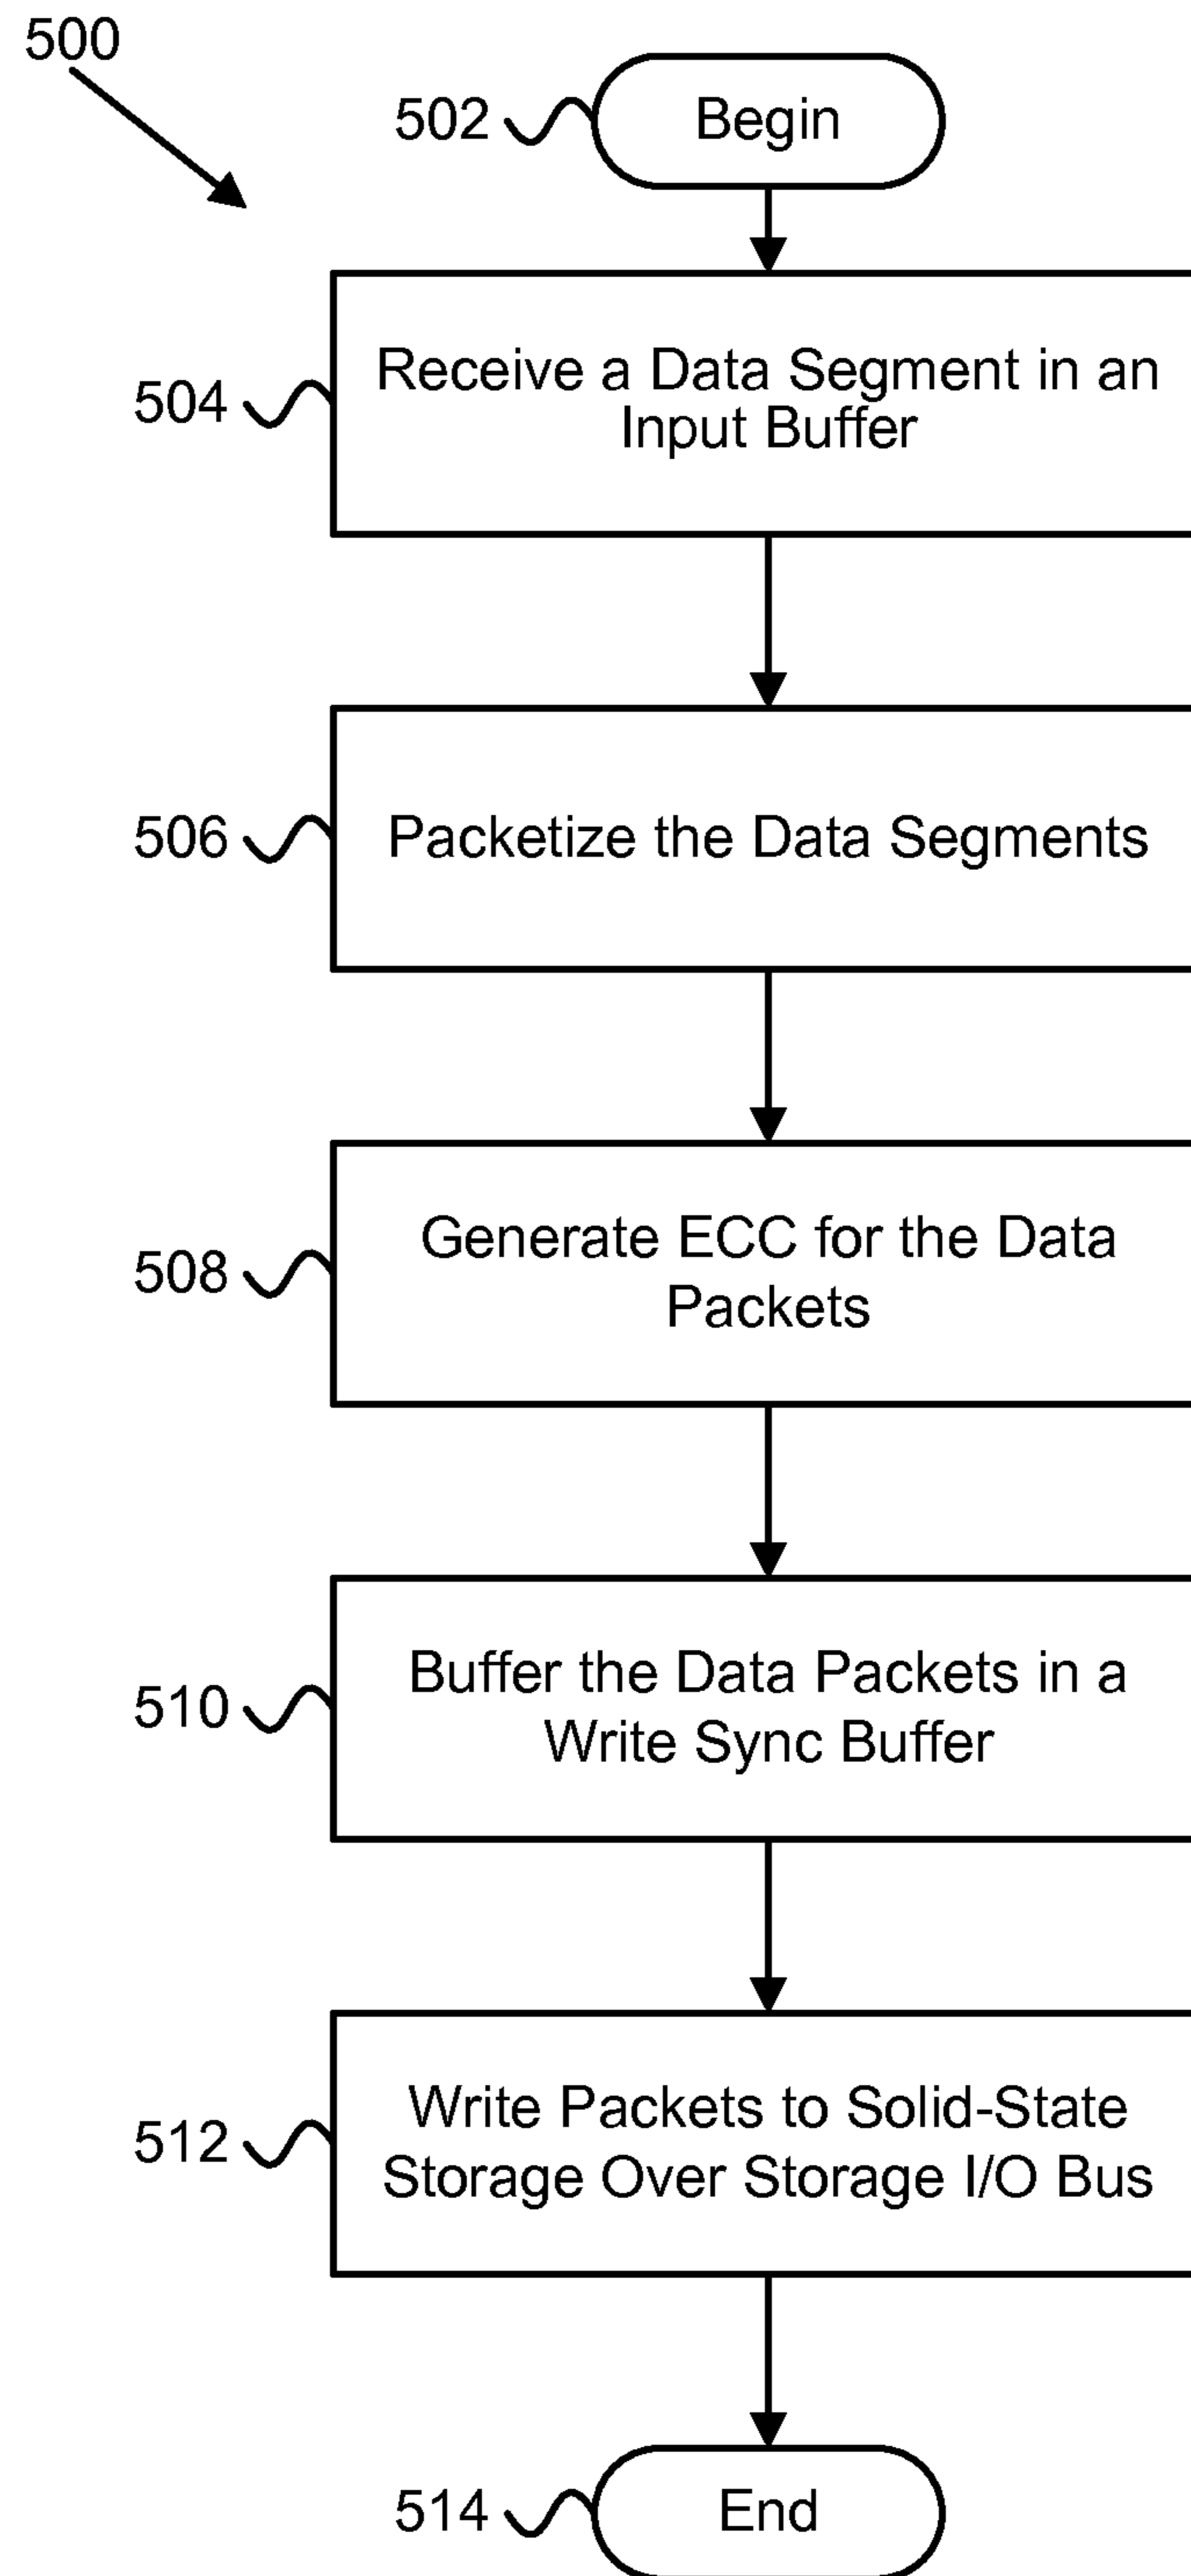 500
502
Begin
504
Receive a Data Segment in an
Input Buffer
506
Packetize the Data Segments
508
Generate ECC for the Data
Packets
510
Buffer the Data Packets in a
Write Sync Buffer
512
Write Packets to Solid-State
Storage Over Storage I/O Bus
514
End